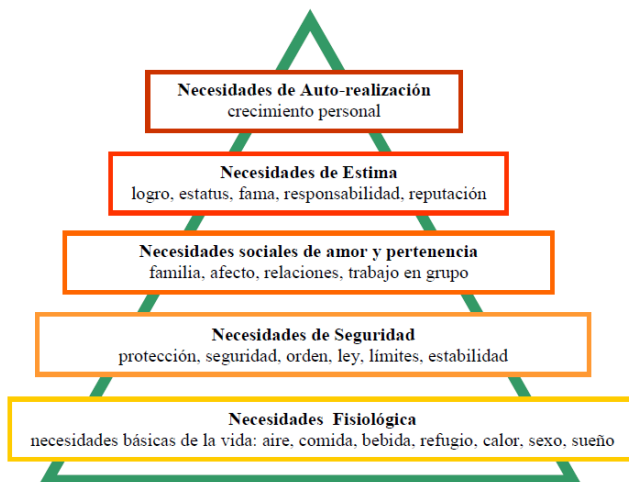 Necesidades de Auto-realización
crecimiento personal
Necesidades de Estima
logro, estatus, fama, responsabilidad, reputación
Necesidades sociales de amor y pertenencia
familia, afecto, relaciones, trabajo en grupo
Necesidades de Seguridad
protección, seguridad, orden, ley, límites, estabilidad
Necesidades Fisiológica
necesidades básicas de la vida: aire, comida, bebida, refugio, calor, sexo, sueño